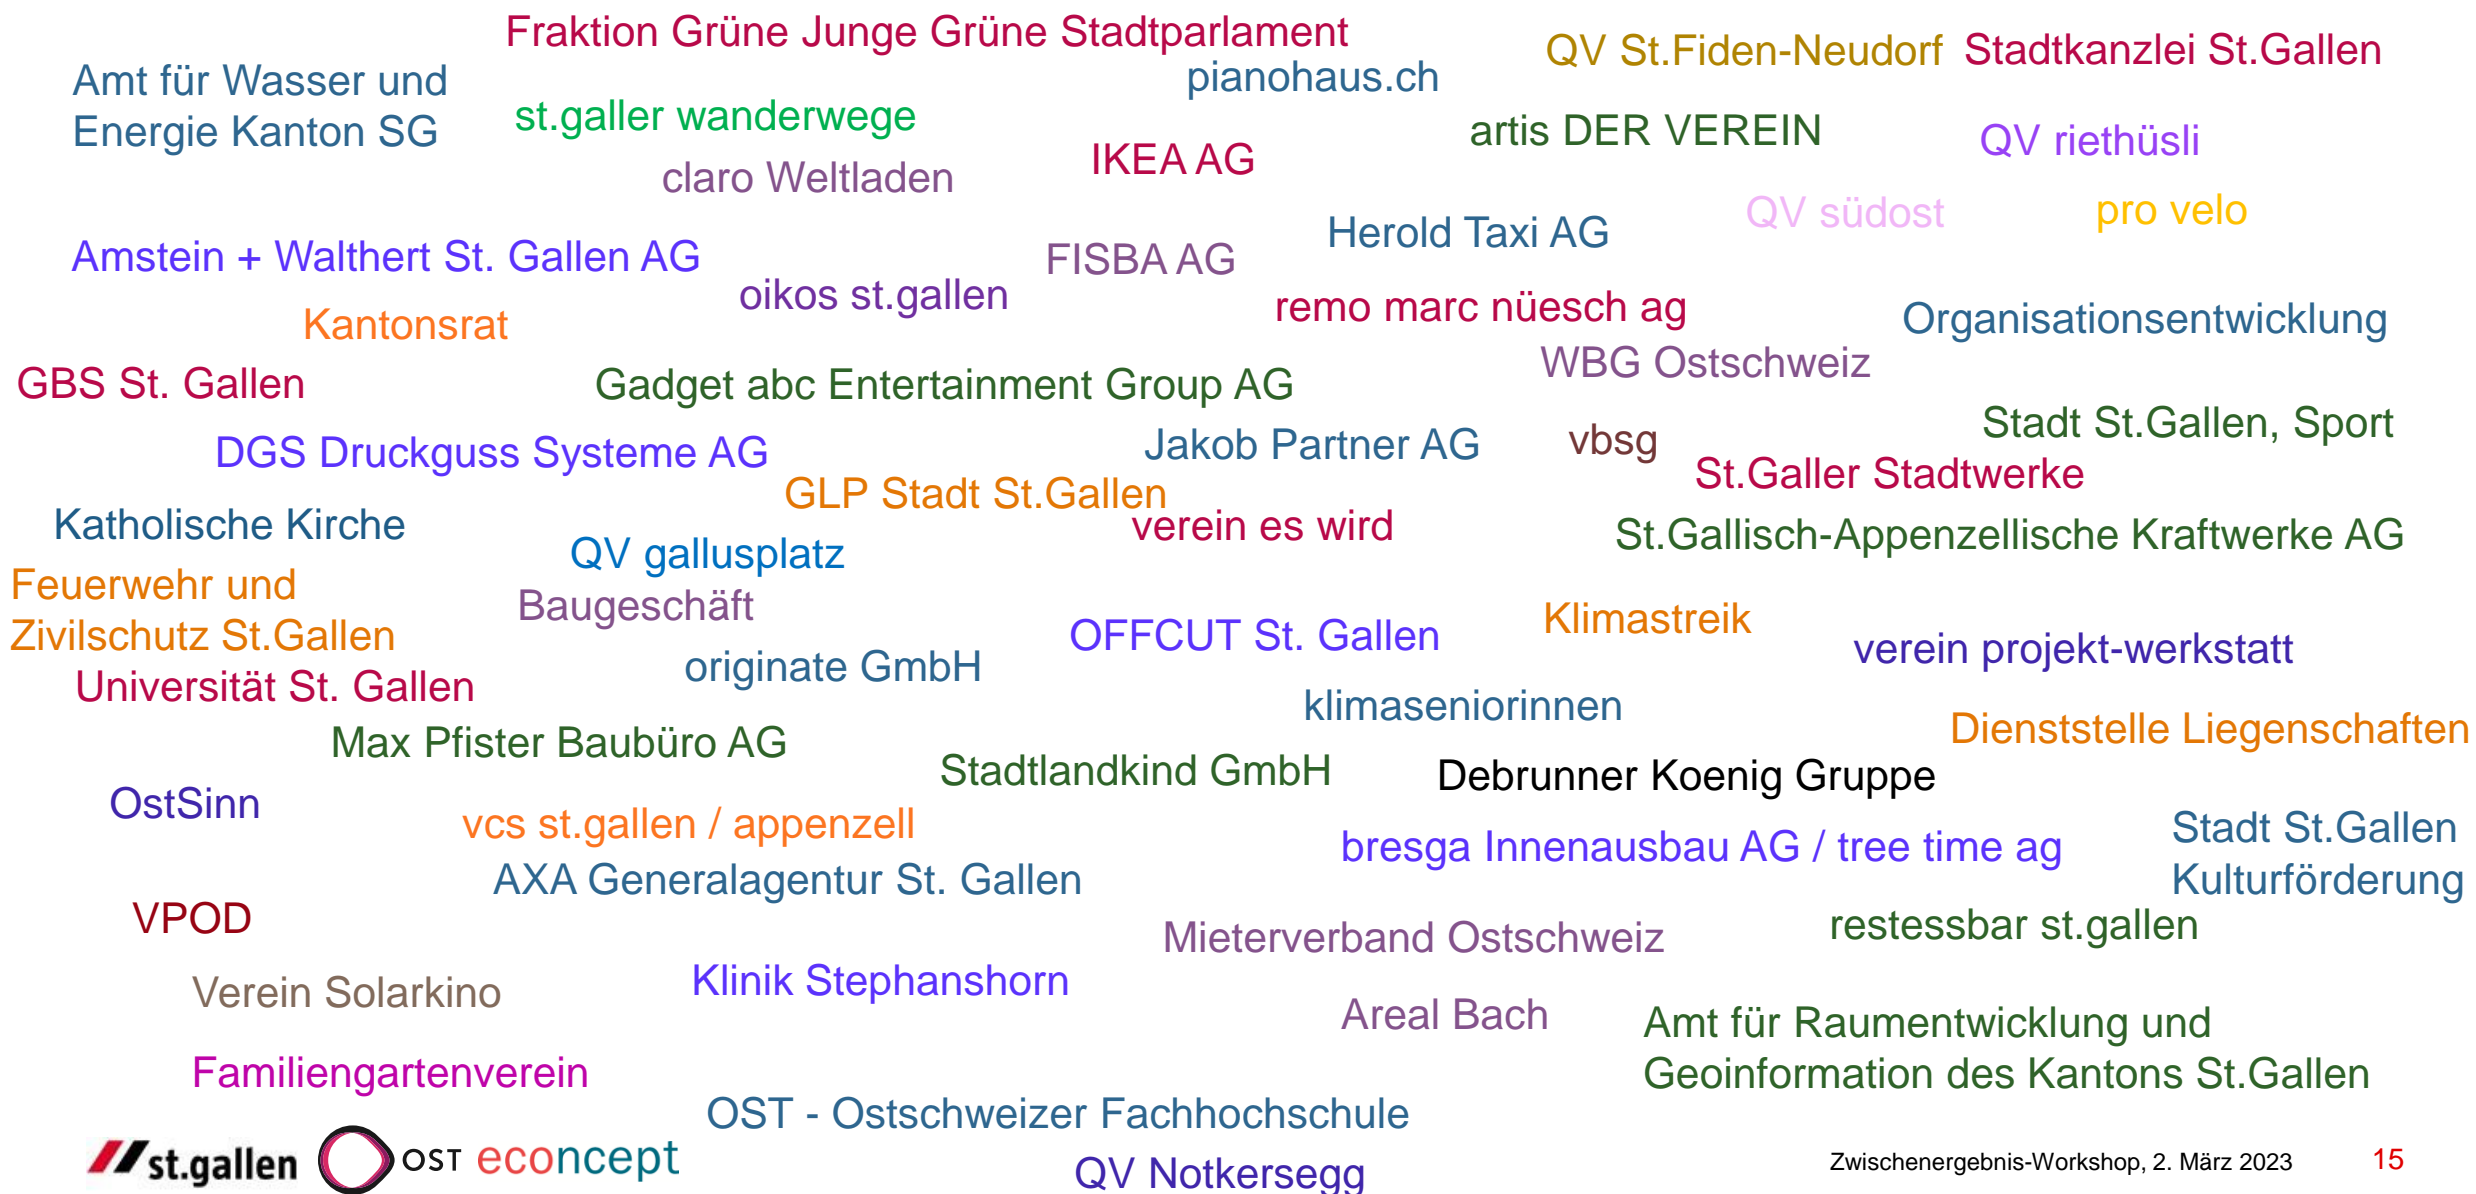 Fraktion Grüne Junge Grüne Stadtparlament
QV St.Fiden-Neudorf
Stadtkanzlei St.Gallen
Amt für Wasser und
Energie Kanton SG
pianohaus.ch
st.galler wanderwege
artis DER VEREIN
QV riethüsli
IKEA AG
claro Weltladen
QV südost
pro velo
Herold Taxi AG
Amstein + Walthert St. Gallen AG
FISBA AG
oikos st.gallen
remo marc nüesch ag
Organisationsentwicklung
Kantonsrat
WBG Ostschweiz
GBS St. Gallen
Gadget abc Entertainment Group AG
Stadt St.Gallen, Sport
DGS Druckguss Systeme AG
Jakob Partner AG
vbsg
St.Galler Stadtwerke
GLP Stadt St.Gallen
Katholische Kirche
verein es wird
St.Gallisch-Appenzellische Kraftwerke AG
QV gallusplatz
Feuerwehr und
Zivilschutz St.Gallen
Baugeschäft
OFFCUT St. Gallen
Klimastreik
verein projekt-werkstatt
originate GmbH
Universität St. Gallen
klimaseniorinnen
Dienststelle Liegenschaften
Max Pfister Baubüro AG
Stadtlandkind GmbH
Debrunner Koenig Gruppe
OstSinn
vcs st.gallen / appenzell
bresga Innenausbau AG / tree time ag
Stadt St.Gallen
Kulturförderung
AXA Generalagentur St. Gallen
VPOD
Mieterverband Ostschweiz
restessbar st.gallen
Verein Solarkino
Klinik Stephanshorn
Areal Bach
Amt für Raumentwicklung und
Geoinformation des Kantons St.Gallen
Familiengartenverein
OST - Ostschweizer Fachhochschule
st.gallen
OST
econcept
QV Notkersegg
Zwischenergebnis-Workshop, 2. März 2023
15